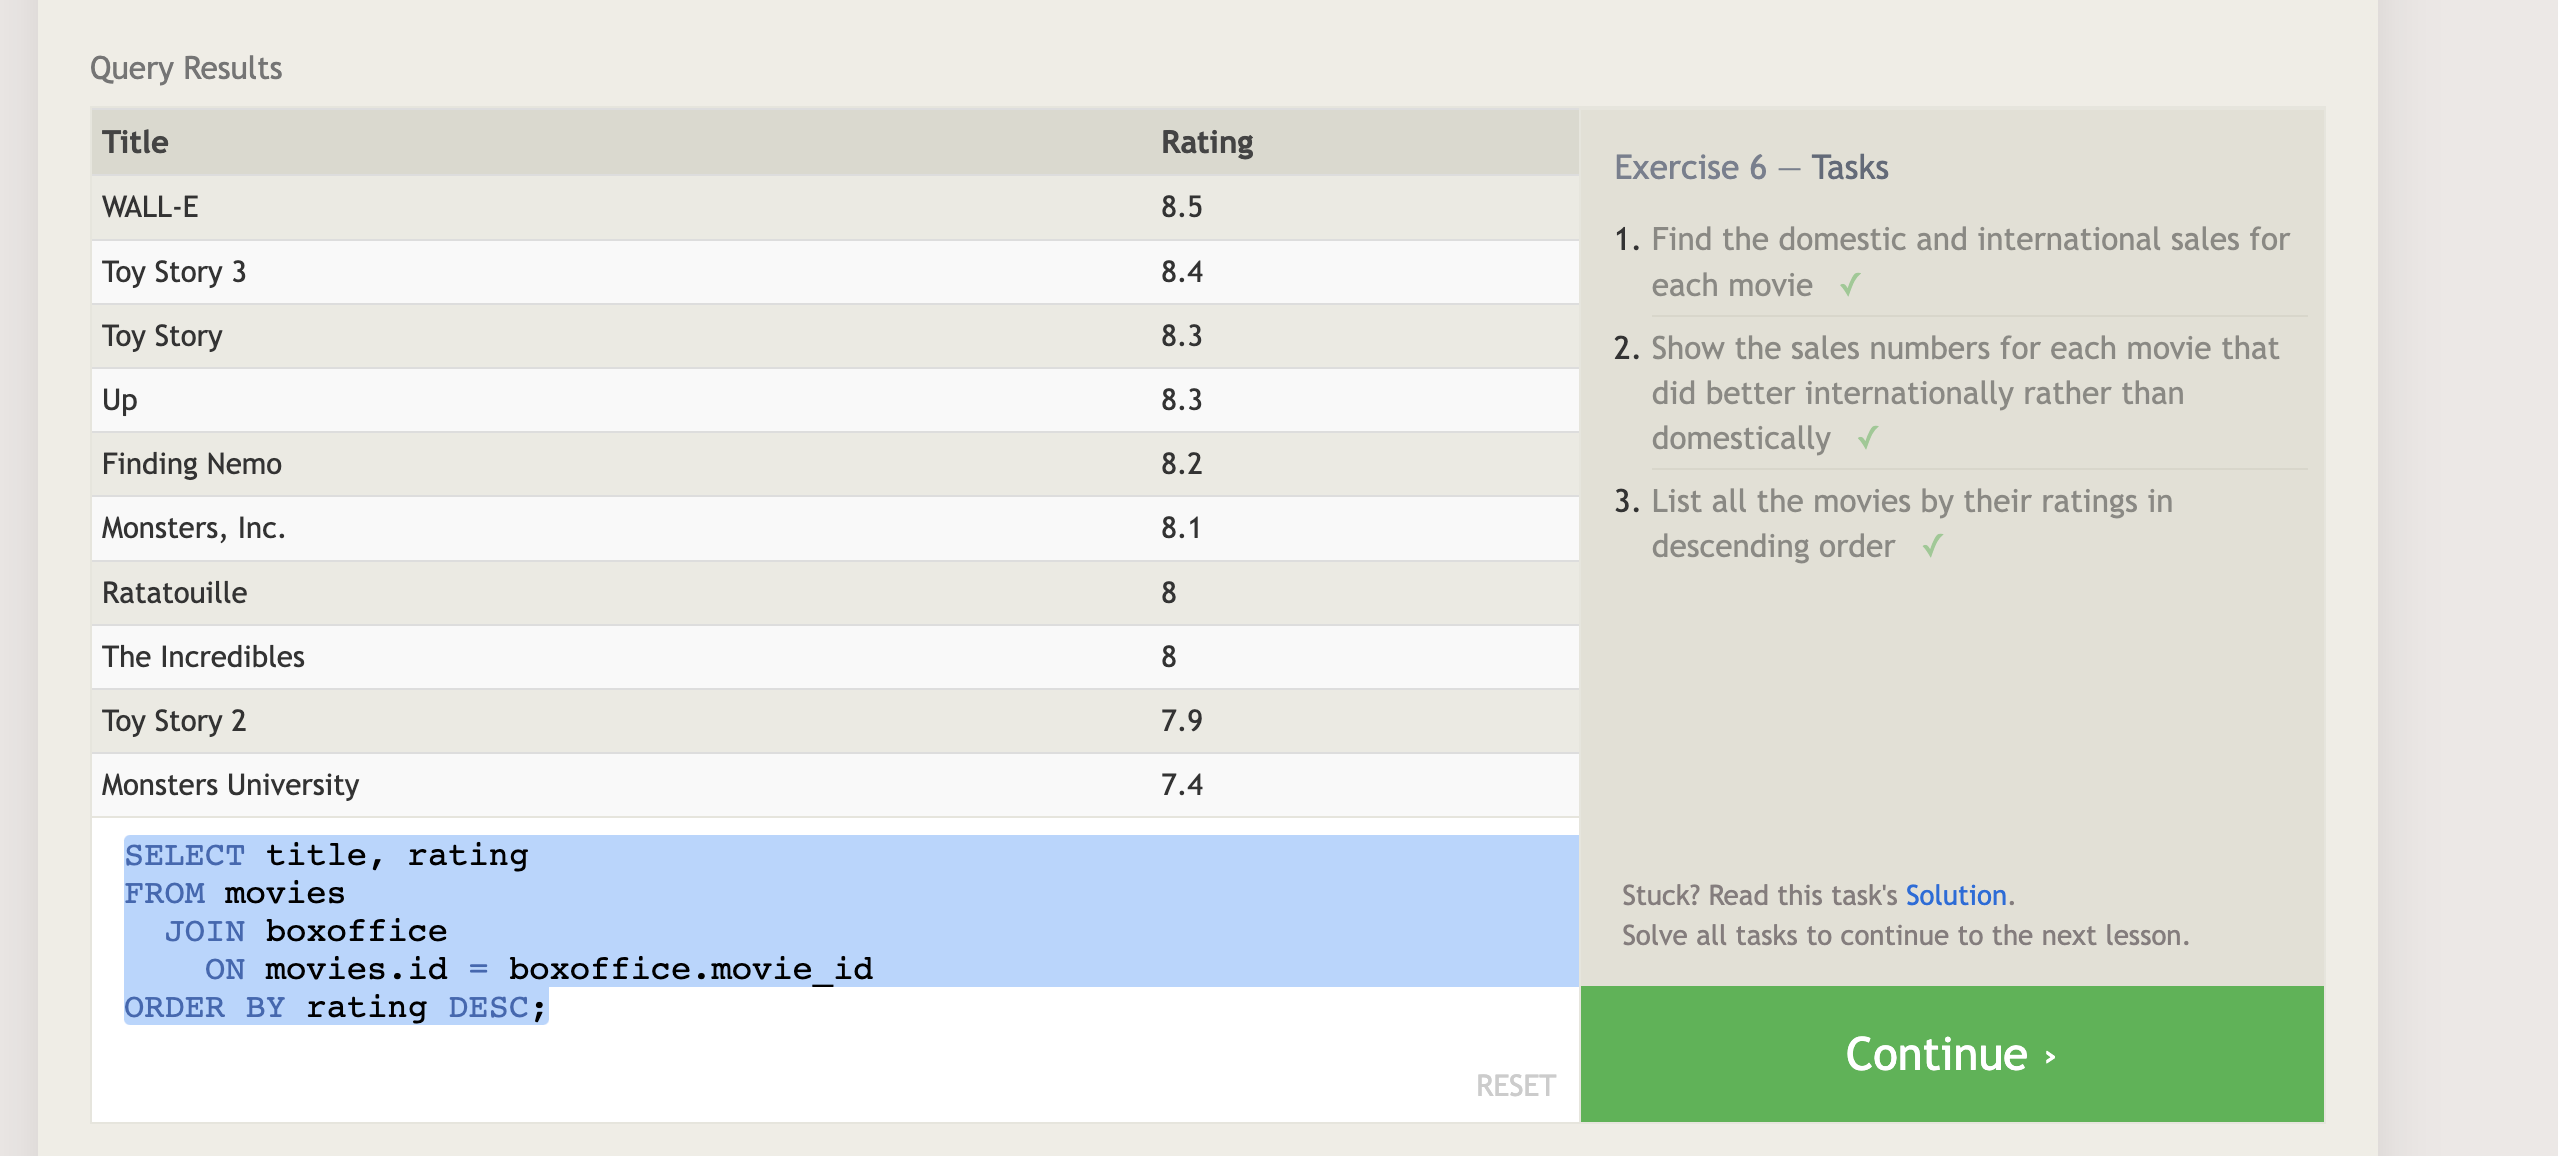 Query Results
Title Rating
WALL-E 8.5
Toy Story 3 8.4
Toy Story 8.3
Up 8.3
Finding Nemo 8.2
Monsters, Inc. 8.1
Ratatouille 8
The Incredibles 8
Toy Story 2 7.9
Monsters University 7.4
SELECT title, rating
FROM movies
  JOIN boxoffice
    ON movies.id = boxoffice.movie_id
ORDER BY rating DESC;
RESET
Exercise 6 — Tasks
1. Find the domestic and international sales for
each movie ✓
2. Show the sales numbers for each movie that
did better internationally rather than
domestically ✓
3. List all the movies by their ratings in
descending order ✓
Stuck? Read this task's Solution.
Solve all tasks to continue to the next lesson.
Continue ›